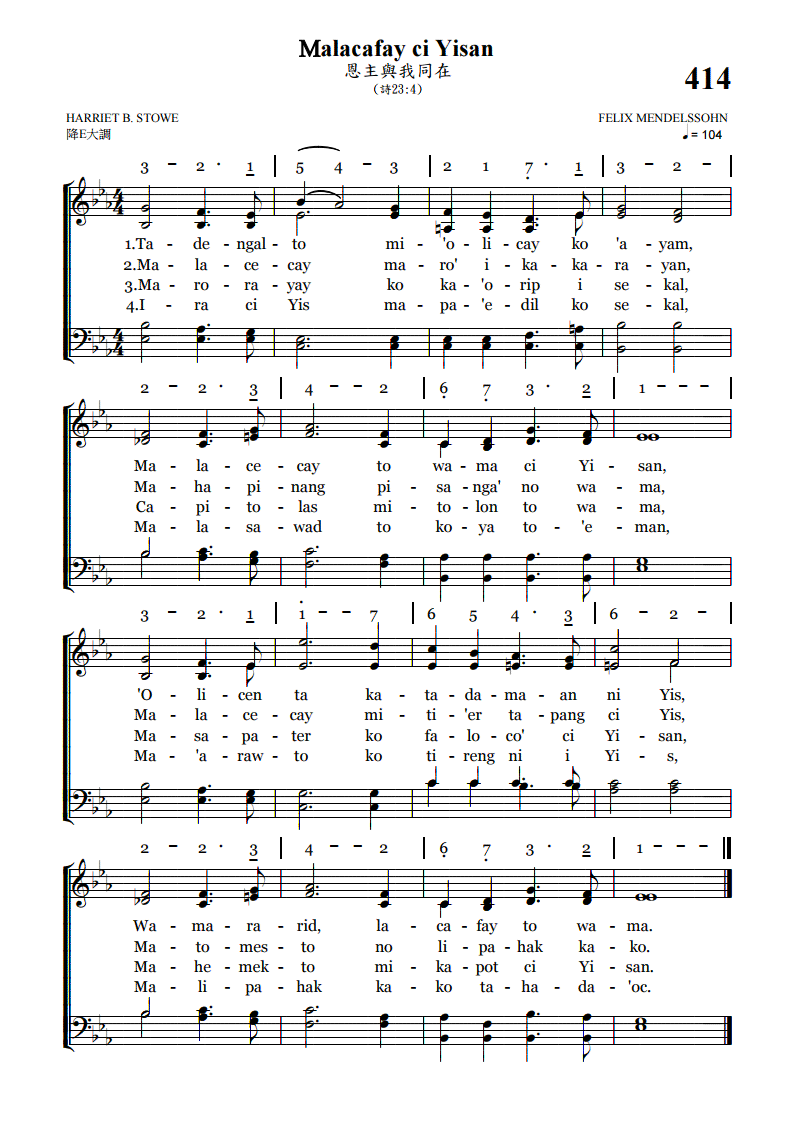 Malacafay ci Yisan
恩主與我同在
(詩23:4)
414
HARRIET B. STOWE
FELIX MENDELSSOHN
降E大調
♩= 104
3 - 2 · 1 | 5 4 - 3 | 2 1 7̣ · 1 | 3 - 2 - |
1.Ta - de - ngal - to mi - 'o - li - cay ko 'a - yam,
2.Ma - la - ce - cay ma - ro' i - ka - ka - ra - yan,
3.Ma - ro - ra - yay ko ka - 'o - rip i se - kal,
4.I - ra ci Yis ma - pa - 'e - dil ko se - kal,
2 - 2 · 3 | 4 - - 2 | 6̣ 7̣ 3 · 2 | 1 - - - |
Ma - la - ce - cay to wa - ma ci Yi - san,
Ma - ha - pi - nang pi - sa - nga' no wa - ma,
Ca - pi - to - las mi - to - lon to wa - ma,
Ma - la - sa - wad to ko - ya to - 'e - man,
3 - 2 · 1 | 1̇ - - 7 | 6 5 4 · 3 | 6 - 2 - |
'O - li - cen ta ka - ta - da - ma - an ni Yis,
Ma - la - ce - cay mi - ti - 'er ta - pang ci Yis,
Ma - sa - pa - ter ko fa - lo - co' ci Yi - san,
Ma - 'a - raw - to ko ti - reng ni i Yi - s,
2 - 2 · 3 | 4 - - 2 | 6̣ 7̣ 3 · 2 | 1 - - - ||
Wa - ma - ra - rid, la - ca - fay to wa - ma.
Ma - to - mes - to no li - pa - hak ka - ko.
Ma - he - mek - to mi - ka - pot ci Yi - san.
Ma - li - pa - hak ka - ko ta - ha - da - 'oc.